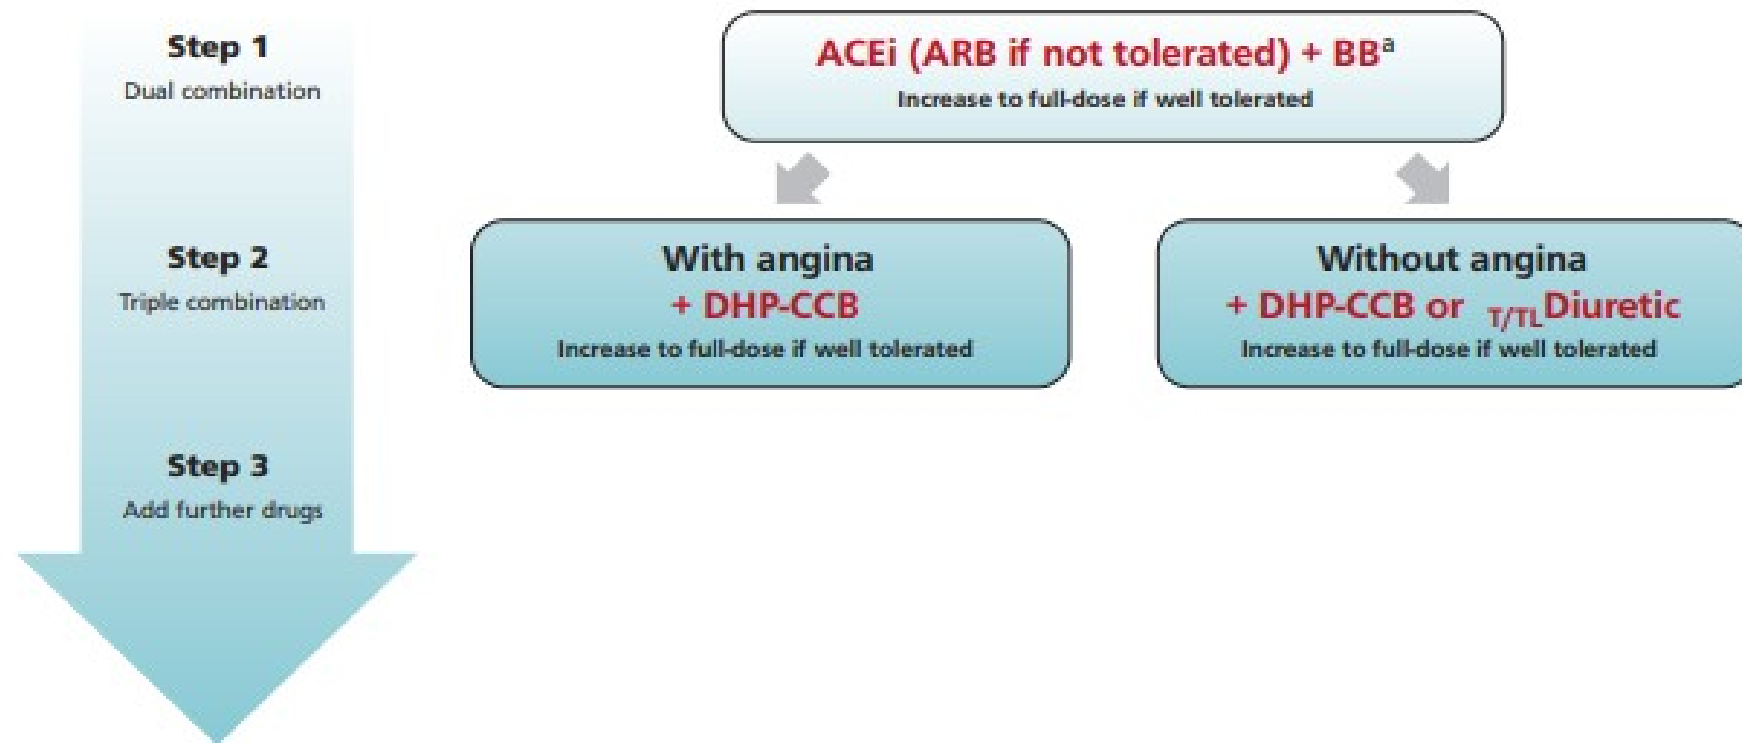 Step 1
Dual combination
ACEi (ARB if not tolerated) + BBa
Increase to full-dose if well tolerated
Step 2
Triple combination
With angina
+ DHP-CCB
Increase to full-dose if well tolerated
Without angina
+ DHP-CCB or T/TLDiuretic
Increase to full-dose if well tolerated
Step 3
Add further drugs